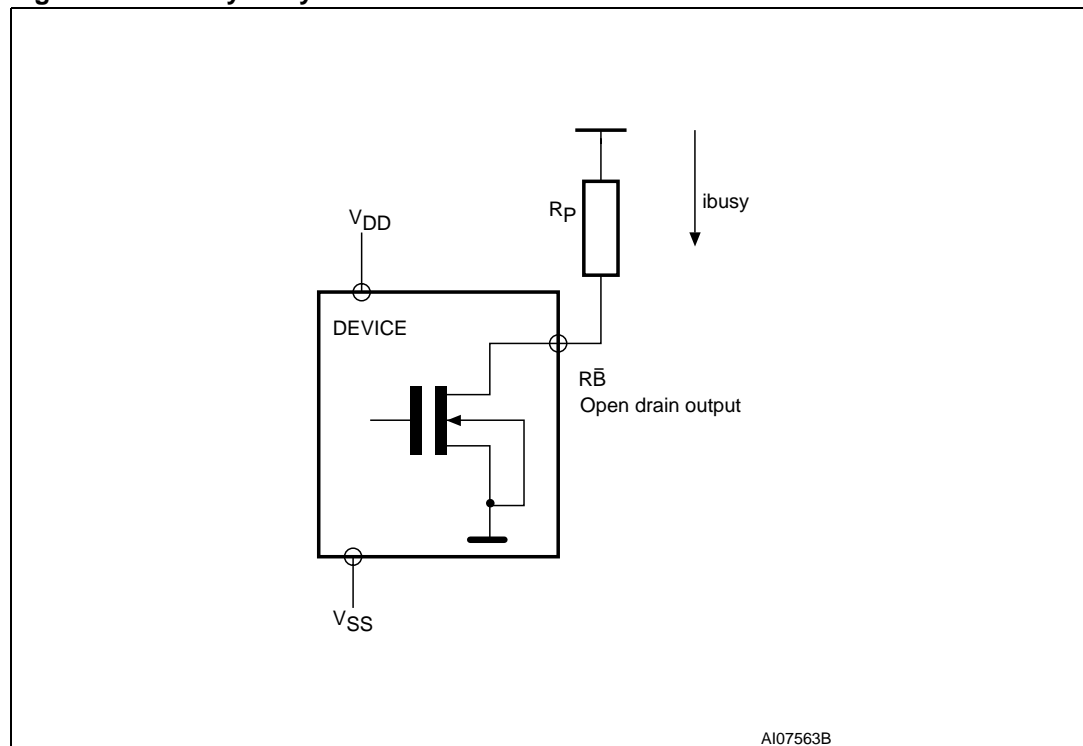 ibusy
RP
VDD
DEVICE
RB̅
Open drain output
VSS
AI07563B